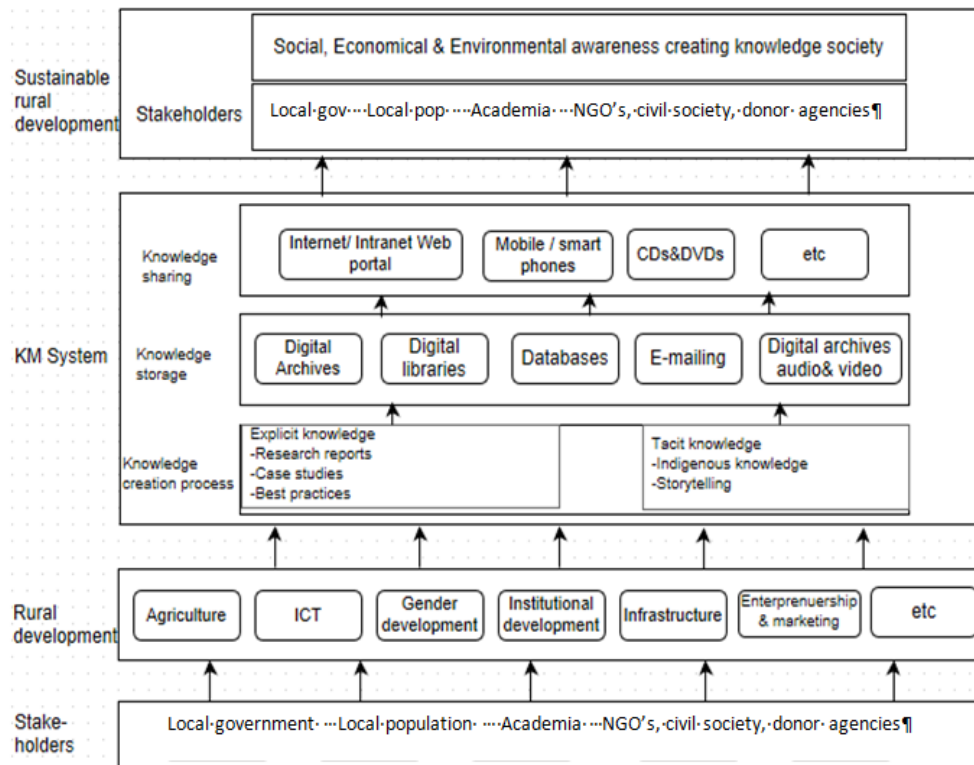 Social, Economical & Environmental awareness creating knowledge society
Sustainable
rural
development
Stakeholders
Local·gov····Local·pop ····Academia ····NGO's,·civil·society,·donor· agencies¶
Internet/ Intranet Web
portal
Mobile / smart
phones
CDs&DVDs
etc
Knowledge
sharing
KM System
Knowledge
storage
Digital
Archives
Digital
libraries
Databases
E-mailing
Digital archives
audio& video
Knowledge
creation process
Explicit knowledge
-Research reports
-Case studies
-Best practices
Tacit knowledge
-Indigenous knowledge
-Storytelling
Rural
development
Agriculture
ICT
Gender
development
Institutional
development
Infrastructure
Enterprenuership
& marketing
etc
Stake-
holders
Local·government· ····Local·population ·····Academia ····NGO's,·civil·society,·donor· agencies¶